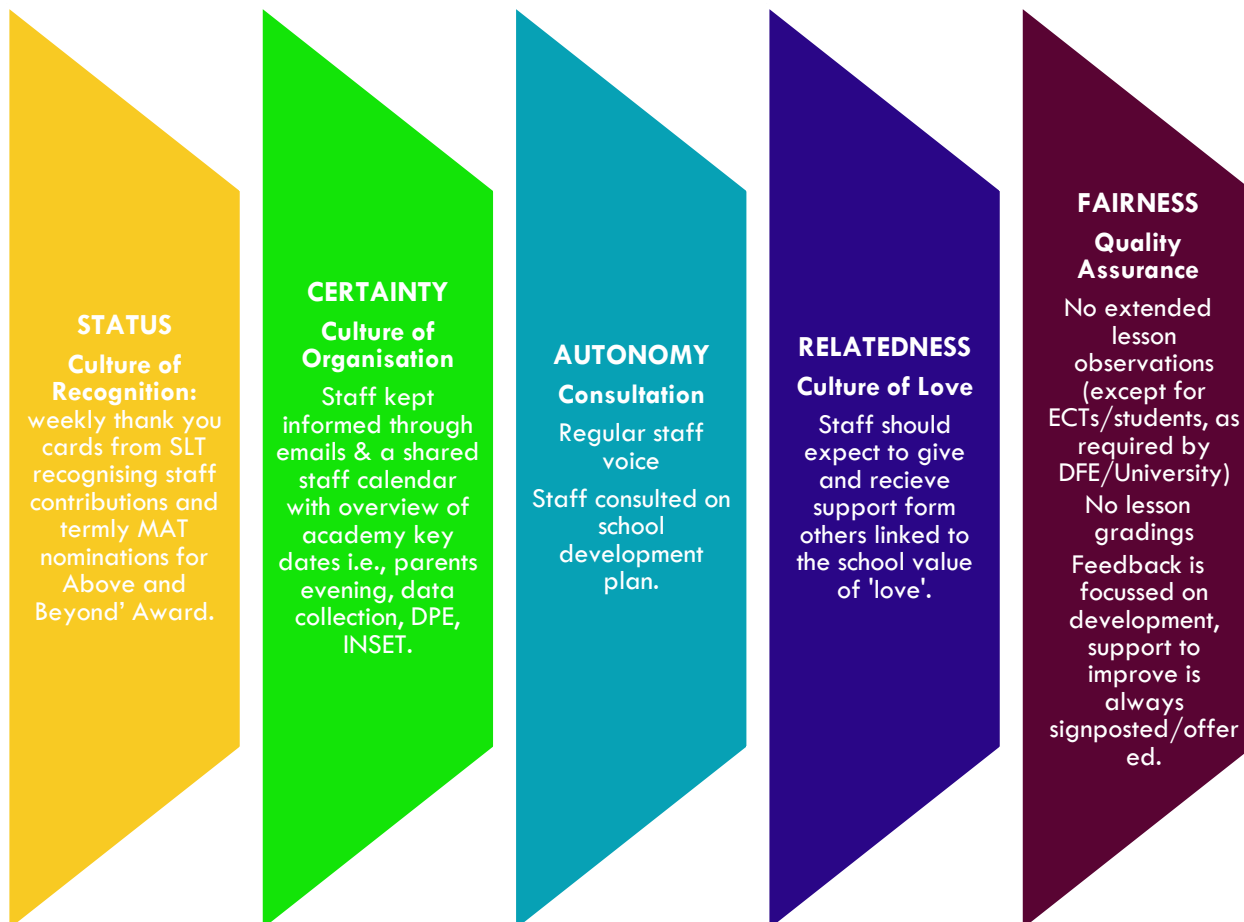 STATUS
Culture of
Recognition:
weekly thank you
cards from SLT
recognising staff
contributions and
termly MAT
nominations for
Above and
Beyond’ Award.
CERTAINTY
Culture of
Organisation
Staff kept
informed through
emails & a shared
staff calendar
with overview of
academy key
dates i.e., parents
evening, data
collection, DPE,
INSET.
AUTONOMY
Consultation
Regular staff
voice
Staff consulted on
school
development
plan.
RELATEDNESS
Culture of Love
Staff should
expect to give
and recieve
support form
others linked to
the school value
of 'love'.
FAIRNESS
Quality
Assurance
No extended
lesson
observations
(except for
ECTs/students, as
required by
DFE/University)
No lesson
gradings
Feedback is
focussed on
development,
support to
improve is
always
signposted/offer
ed.